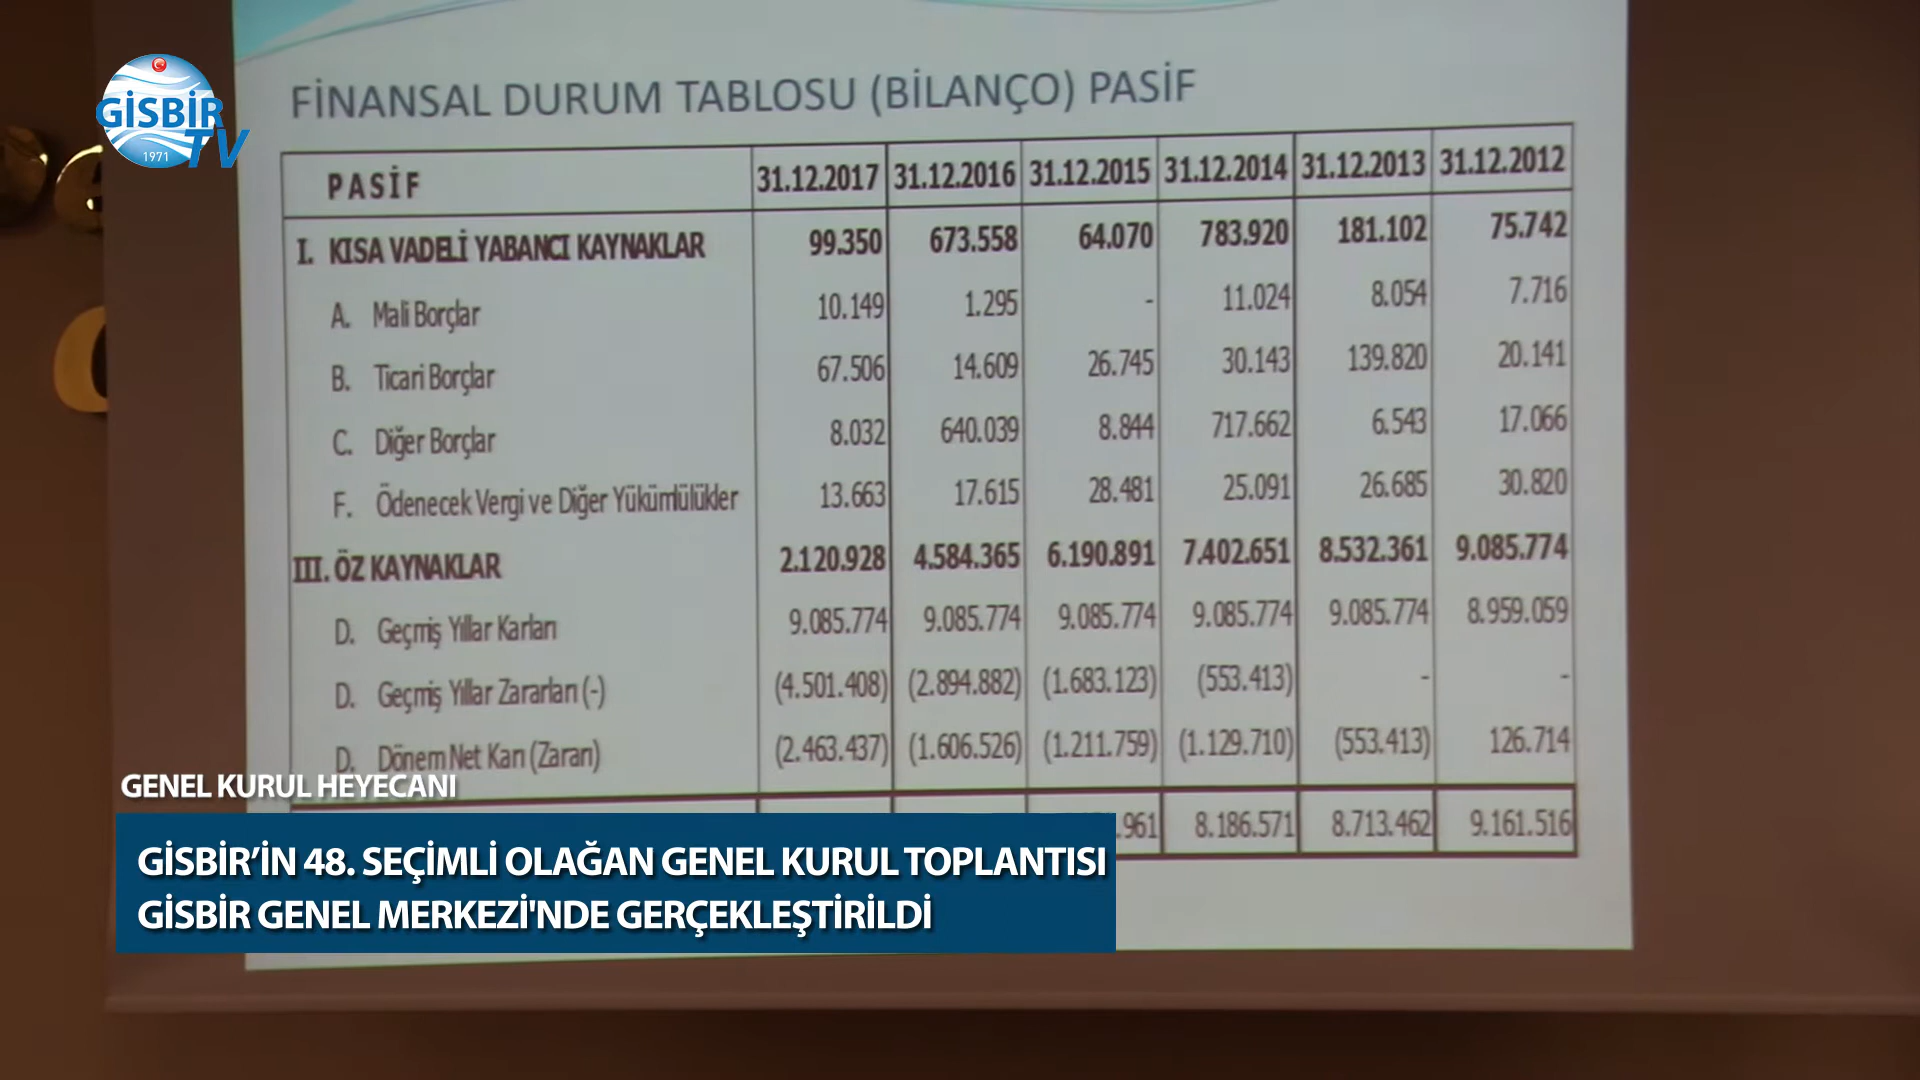 GİSBİR
TV
1971
FİNANSAL DURUM TABLOSU (BİLANÇO) PASİF
PASİF 31.12.2017 31.12.2016 31.12.2015 31.12.2014 31.12.2013 31.12.2012
I. KISA VADELİ YABANCI KAYNAKLAR 99.350 673.558 64.070 783.920 181.102 75.742
A. Mali Borçlar 10.149 1.295 - 11.024 8.054 7.716
B. Ticari Borçlar 67.506 14.609 26.745 30.143 139.820 20.141
C. Diğer Borçlar 8.032 640.039 8.844 717.662 6.543 17.066
F. Ödenecek Vergi ve Diğer Yükümlülükler 13.663 17.615 28.481 25.091 26.685 30.820
III. ÖZ KAYNAKLAR 2.120.928 4.584.365 6.190.891 7.402.651 8.532.361 9.085.774
D. Geçmiş Yıllar Karları 9.085.774 9.085.774 9.085.774 9.085.774 9.085.774 8.959.059
D. Geçmiş Yıllar Zararları (-) (4.501.408) (2.894.882) (1.683.123) (553.413) - -
D. Dönem Net Karı (Zararı) (2.463.437) (1.606.526) (1.211.759) (1.129.710) (553.413) 126.714
.961 8.186.571 8.713.462 9.161.516
GENEL KURUL HEYECANI
GİSBİR'İN 48. SEÇİMLİ OLAĞAN GENEL KURUL TOPLANTISI
GİSBİR GENEL MERKEZİ'NDE GERÇEKLEŞTİRİLDİ